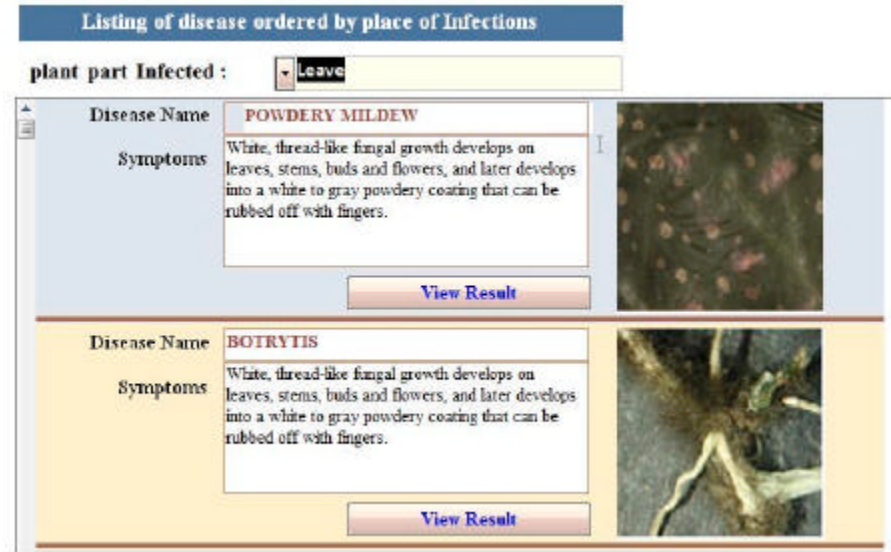 Listing of disease ordered by place of Infections
plant part Infected :
Leave
Disease Name
POWDERY MILDEW
Symptoms
White, thread-like fungal growth develops on
leaves, stems, buds and flowers, and later develops
into a white to gray powdery coating that can be
rubbed off with fingers.
View Result
Disease Name
BOTRYTIS
Symptoms
White, thread-like fungal growth develops on
leaves, stems, buds and flowers, and later develops
into a white to gray powdery coating that can be
rubbed off with fingers.
View Result